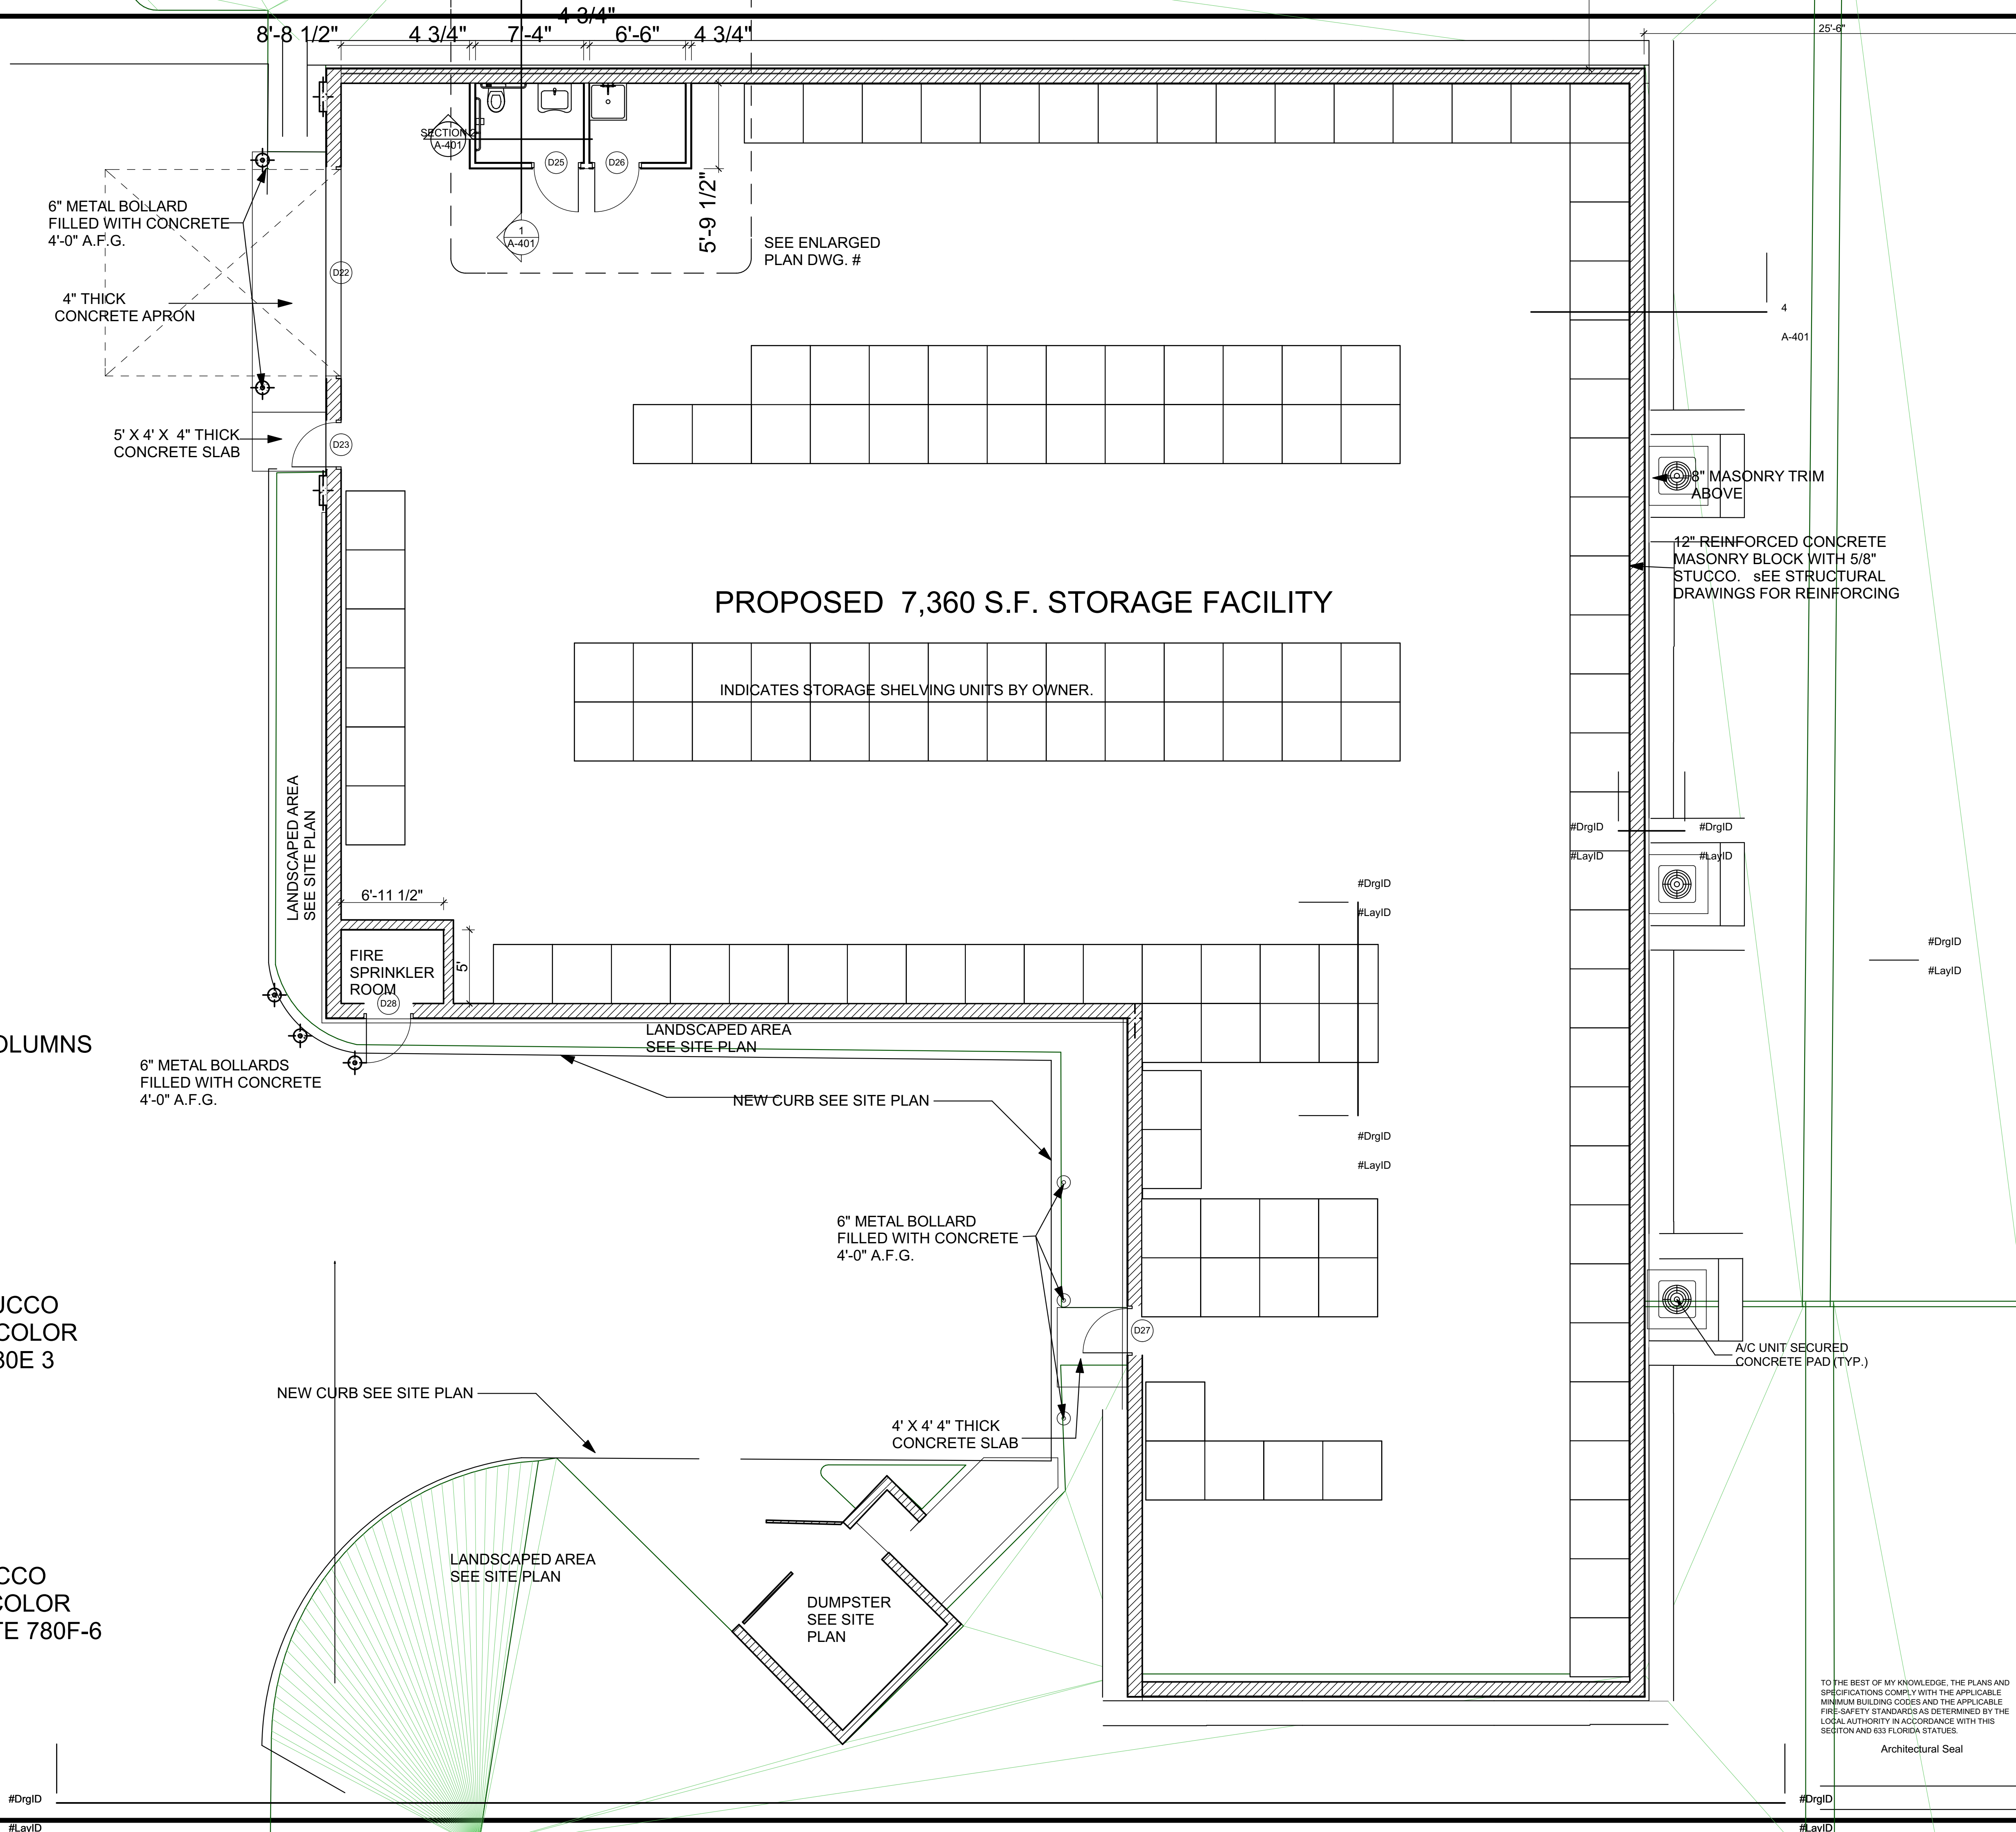 4 3/4"
8'-8 1/2"
4 3/4"
7'-4"
6'-6"
4 3/4"
25'-6"
SECTION
A-401
D25
D26
5'-9 1/2"
1
A-401
SEE ENLARGED
PLAN DWG. #
6" METAL BOLLARD
FILLED WITH CONCRETE
4'-0" A.F.G.
D22
4" THICK
CONCRETE APRON
4
A-401
5' X 4' X 4" THICK
CONCRETE SLAB
D23
8" MASONRY TRIM
ABOVE
12" REINFORCED CONCRETE
MASONRY BLOCK WITH 5/8"
STUCCO. sEE STRUCTURAL
DRAWINGS FOR REINFORCING
PROPOSED 7,360 S.F. STORAGE FACILITY
INDICATES STORAGE SHELVING UNITS BY OWNER.
LANDSCAPED AREA
SEE SITE PLAN
#DrgID
#LayID
#DrgID
#LayID
#DrgID
#LayID
#DrgID
#LayID
6'-11 1/2"
5'
FIRE
SPRINKLER
ROOM
D28
LANDSCAPED AREA
SEE SITE PLAN
OLUMNS
6" METAL BOLLARDS
FILLED WITH CONCRETE
4'-0" A.F.G.
NEW CURB SEE SITE PLAN
#DrgID
#LayID
6" METAL BOLLARD
FILLED WITH CONCRETE
4'-0" A.F.G.
D27
UCCO
COLOR
80E 3
A/C UNIT SECURED
CONCRETE PAD (TYP.)
NEW CURB SEE SITE PLAN
4' X 4' 4" THICK
CONCRETE SLAB
LANDSCAPED AREA
SEE SITE PLAN
DUMPSTER
SEE SITE
PLAN
CCO
COLOR
TE 780F-6
TO THE BEST OF MY KNOWLEDGE, THE PLANS AND
SPECIFICATIONS COMPLY WITH THE APPLICABLE
MINIMUM BUILDING CODES AND THE APPLICABLE
FIRE-SAFETY STANDARDS AS DETERMINED BY THE
LOCAL AUTHORITY IN ACCORDANCE WITH THIS
SECITON AND 633 FLORIDA STATUES.
Architectural Seal
#DrgID
#LayID
#DrgID
#LayID